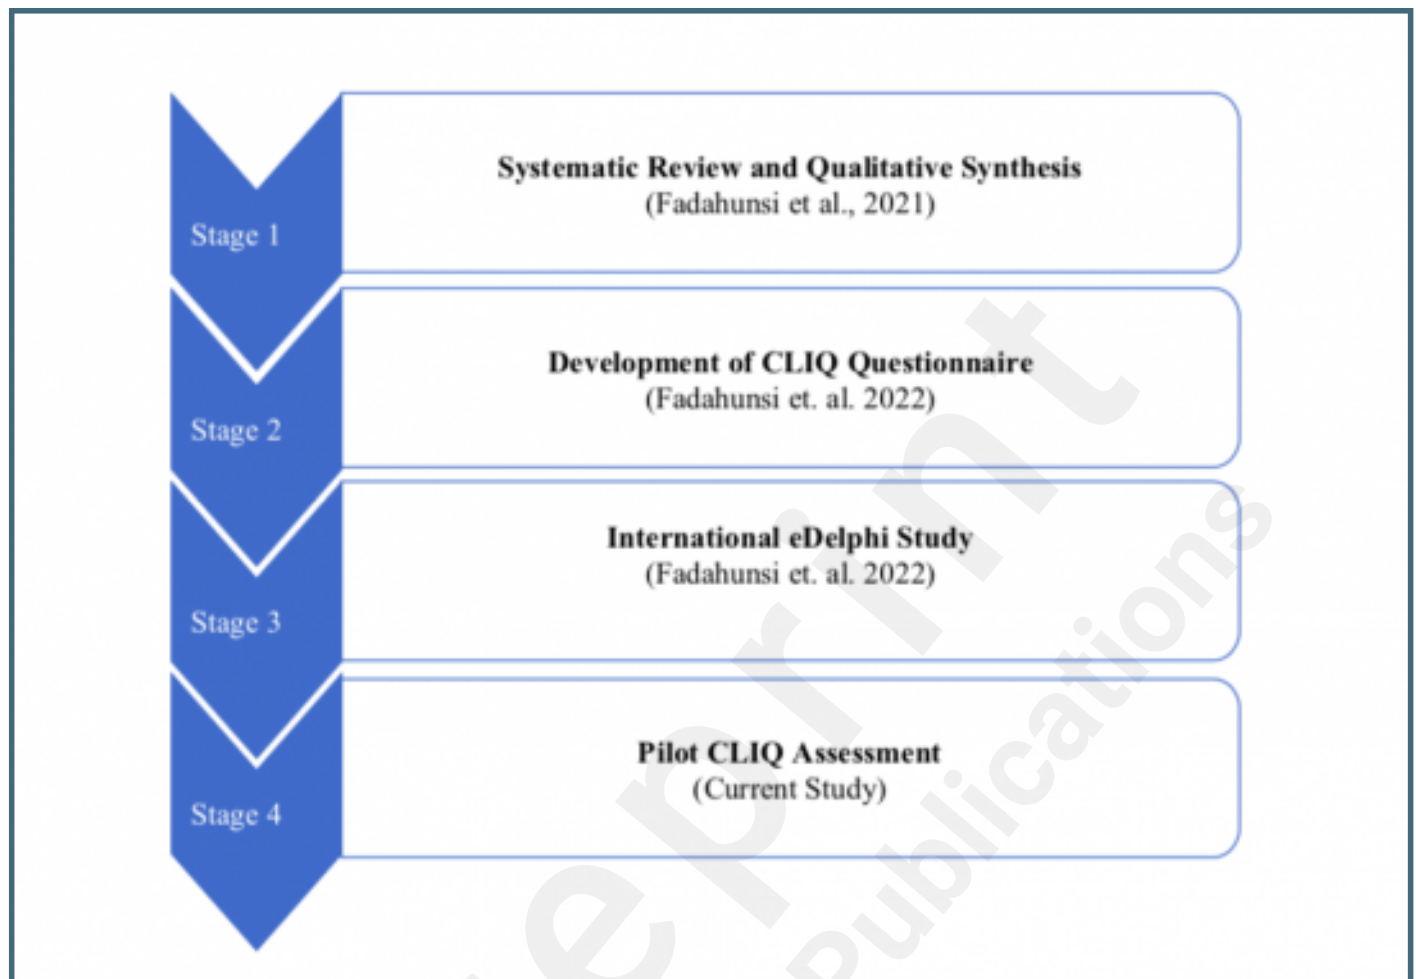 Stage 1
Systematic Review and Qualitative Synthesis
(Fadahunsi et al., 2021)
Stage 2
Development of CLIQ Questionnaire
(Fadahunsi et. al. 2022)
Stage 3
International eDelphi Study
(Fadahunsi et. al. 2022)
Stage 4
Pilot CLIQ Assessment
(Current Study)
eprint
Publications